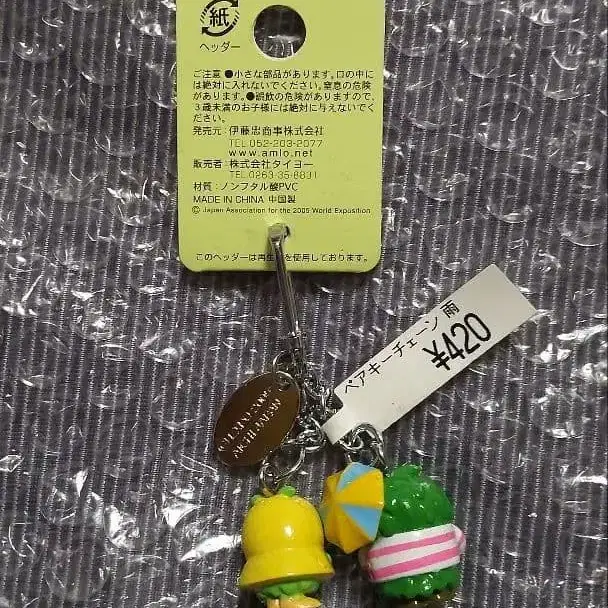 紙
ヘッダー
ご注意 ●小さな部品があります。口の中に
は絶対に入れないでください。窒息の危険
があります。●誤飲の危険がありますので、
3歳未満のお子様には絶対に与えないでく
ださい。
発売元：伊藤忠商事株式会社
TEL 052-203-2077
www.amlo.net
販売者：株式会社タイヨー
TEL.0263-35-8831
材質：ノンフタル酸PVC
MADE IN CHINA 中国製
© Japan Association for the 2005 World Exposition
このヘッダーは再生を使用しております。
ペアキーチェーン 雨
¥420